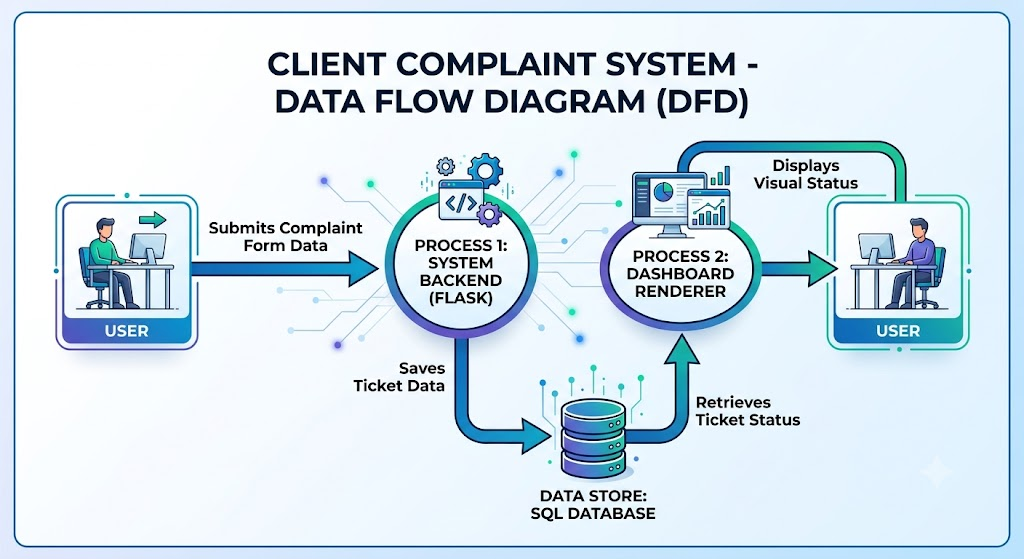 CLIENT COMPLAINT SYSTEM -
DATA FLOW DIAGRAM (DFD)
USER
Submits Complaint
Form Data
</>
PROCESS 1:
SYSTEM
BACKEND
(FLASK)
Saves
Ticket Data
DATA STORE:
SQL DATABASE
Retrieves
Ticket Status
PROCESS 2:
DASHBOARD
RENDERER
Displays
Visual Status
USER